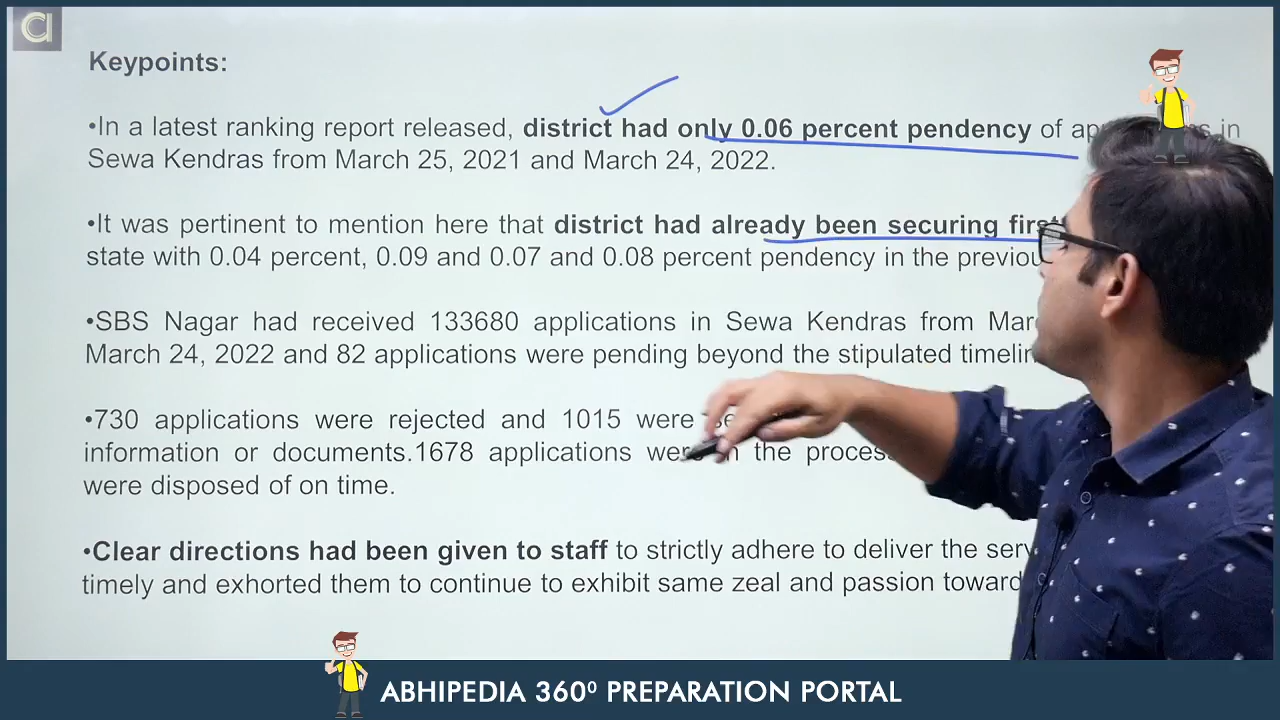 Keypoints:
•In a latest ranking report released, district had only 0.06 percent pendency of in
Sewa Kendras from March 25, 2021 and March 24, 2022.
•It was pertinent to mention here that district had already been securing first
state with 0.04 percent, 0.09 and 0.07 and 0.08 percent pendency in the
•SBS Nagar had received 133680 applications in Sewa Kendras from
March 24, 2022 and 82 applications were pending beyond the stipulated
•730 applications were rejected and 1015 were
information or documents.1678 applications were in the
were disposed of on time.
•Clear directions had been given to staff to strictly adhere to deliver the
timely and exhorted them to continue to exhibit same zeal and passion
ABHIPEDIA 360⁰ PREPARATION PORTAL